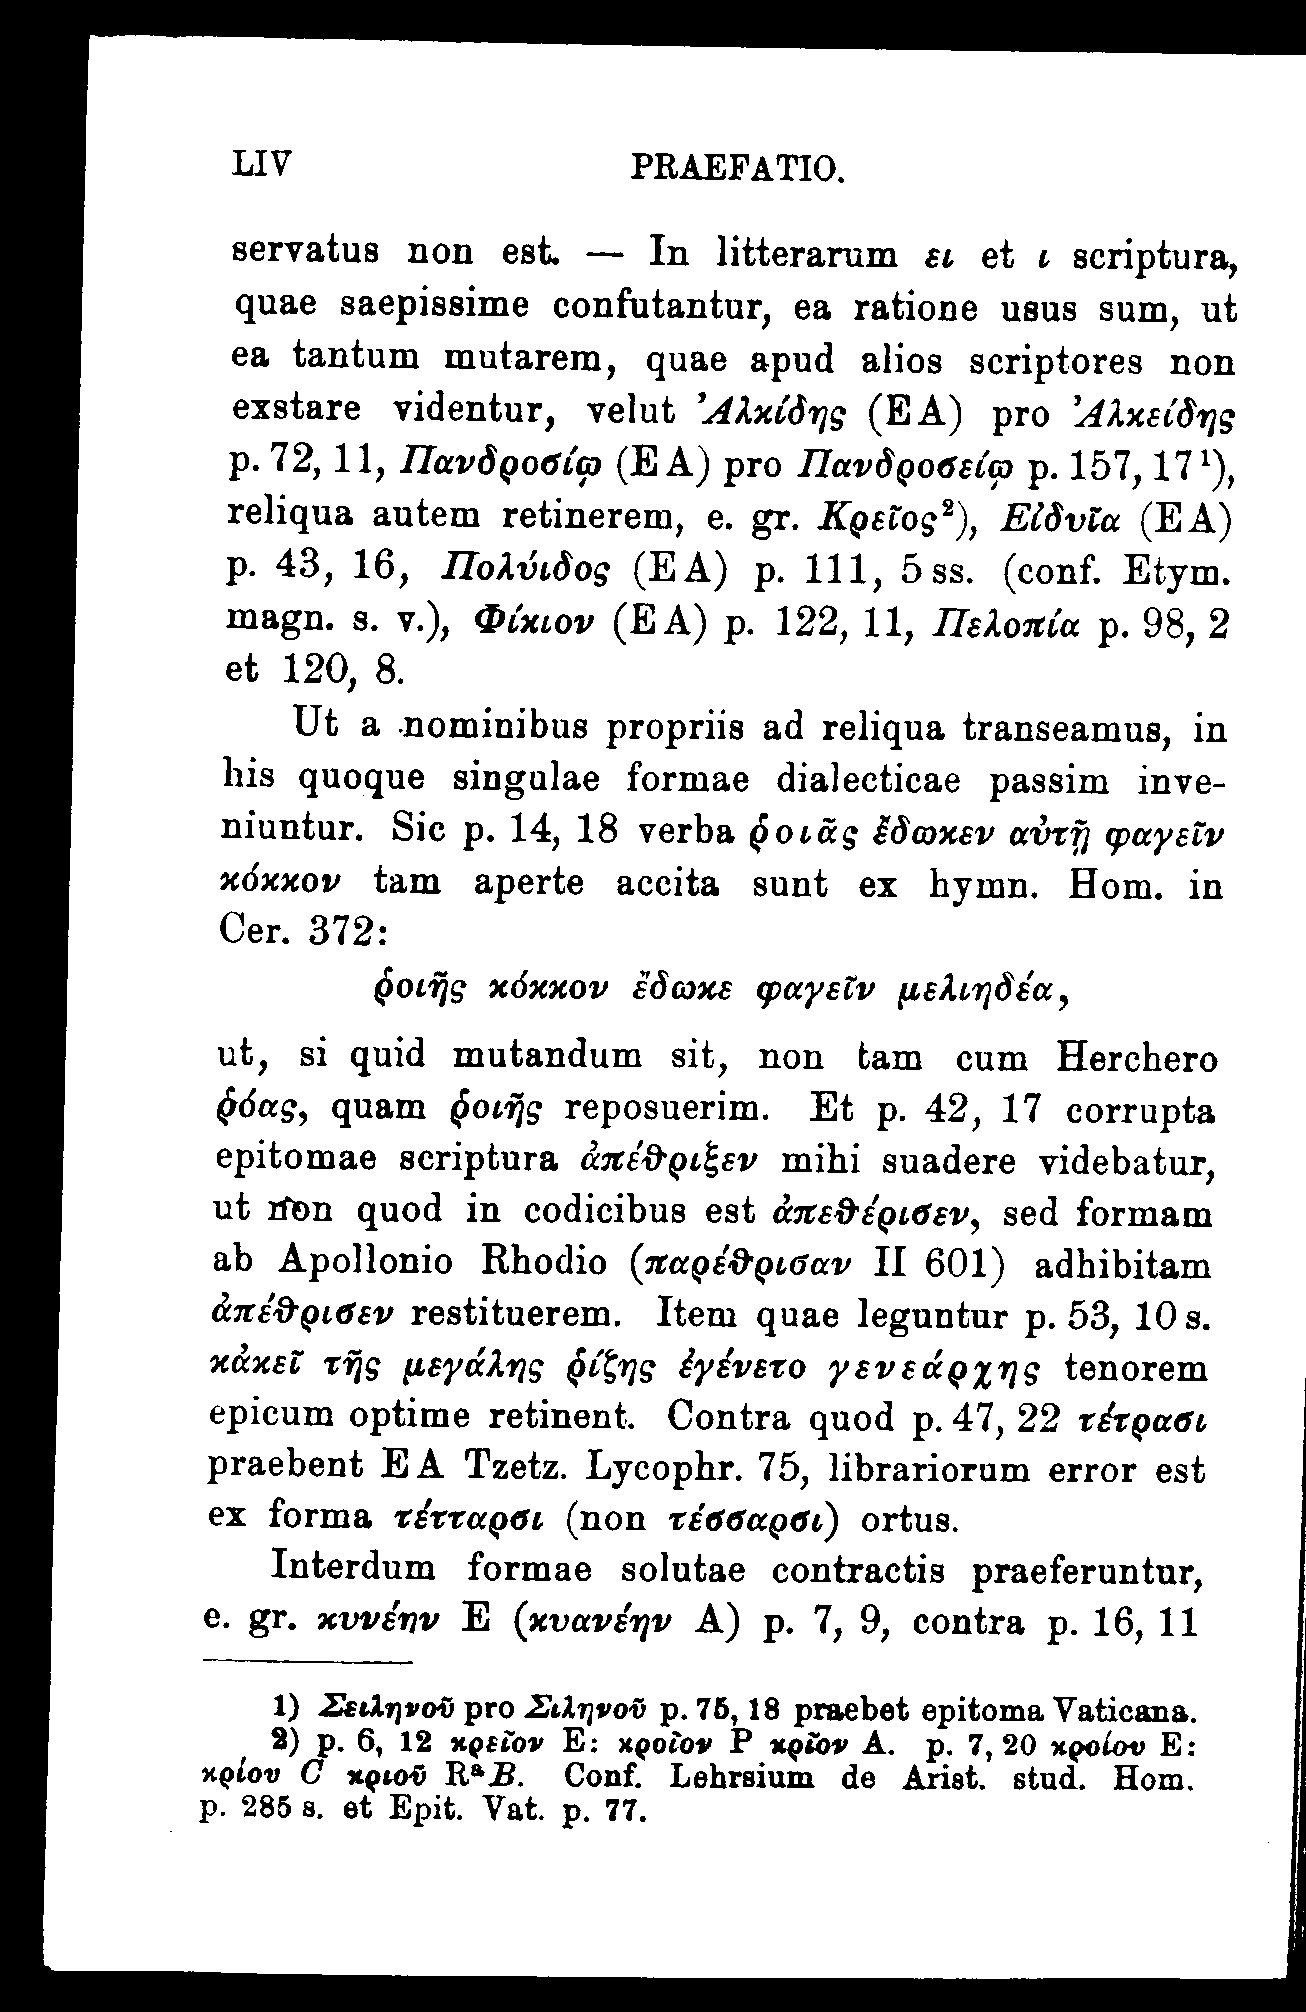 LIV PRAEFATIO.
servatus non est. — In litterarum ει et ι scriptura,
quae saepissime confutantur, ea ratione usus sum, ut
ea tantum mutarem, quae apud alios scriptores non
exstare videntur, velut Ἀλκίδης (EA) pro Ἀλκείδης
p. 72, 11, Πανδροσίῳ (EA) pro Πανδροσείῳ p. 157, 17¹),
reliqua autem retinerem, e. gr. Κρεῖος²), Εἰδυῖα (EA)
p. 43, 16, Πολύιδος (EA) p. 111, 5 ss. (conf. Etym.
magn. s. v.), Φίκιον (EA) p. 122, 11, Πελοπία p. 98, 2
et 120, 8.
Ut a nominibus propriis ad reliqua transeamus, in
his quoque singulae formae dialecticae passim inve-
niuntur. Sic p. 14, 18 verba ῥοιᾶς ἔδωκεν αὐτῇ φαγεῖν
κόκκον tam aperte accita sunt ex hymn. Hom. in
Cer. 372:
ῥοιῆς κόκκον ἔδωκε φαγεῖν μελιηδέα,
ut, si quid mutandum sit, non tam cum Herchero
ῥόας, quam ῥοιῆς reposuerim. Et p. 42, 17 corrupta
epitomae scriptura ἀπέθριξεν mihi suadere videbatur,
ut non quod in codicibus est ἀπεθέρισεν, sed formam
ab Apollonio Rhodio (παρέθρισαν II 601) adhibitam
ἀπέθρισεν restituerem. Item quae leguntur p. 53, 10 s.
κἀκεῖ τῆς μεγάλης ῥίζης ἐγένετο γενεάρχης tenorem
epicum optime retinent. Contra quod p. 47, 22 τέτρασι
praebent EA Tzetz. Lycophr. 75, librariorum error est
ex forma τέτταρσι (non τέσσαρσι) ortus.
Interdum formae solutae contractis praeferuntur,
e. gr. κυνέην E (κυανέην A) p. 7, 9, contra p. 16, 11
1) Σειληνοῦ pro Σιληνοῦ p. 75, 18 praebet epitoma Vaticana.
2) p. 6, 12 κρεῖον E: κροῖον P κρῖον A. p. 7, 20 κροίου E:
κρίου C κριοῦ RᵃB. Conf. Lehrsium de Arist. stud. Hom.
p. 285 s. et Epit. Vat. p. 77.